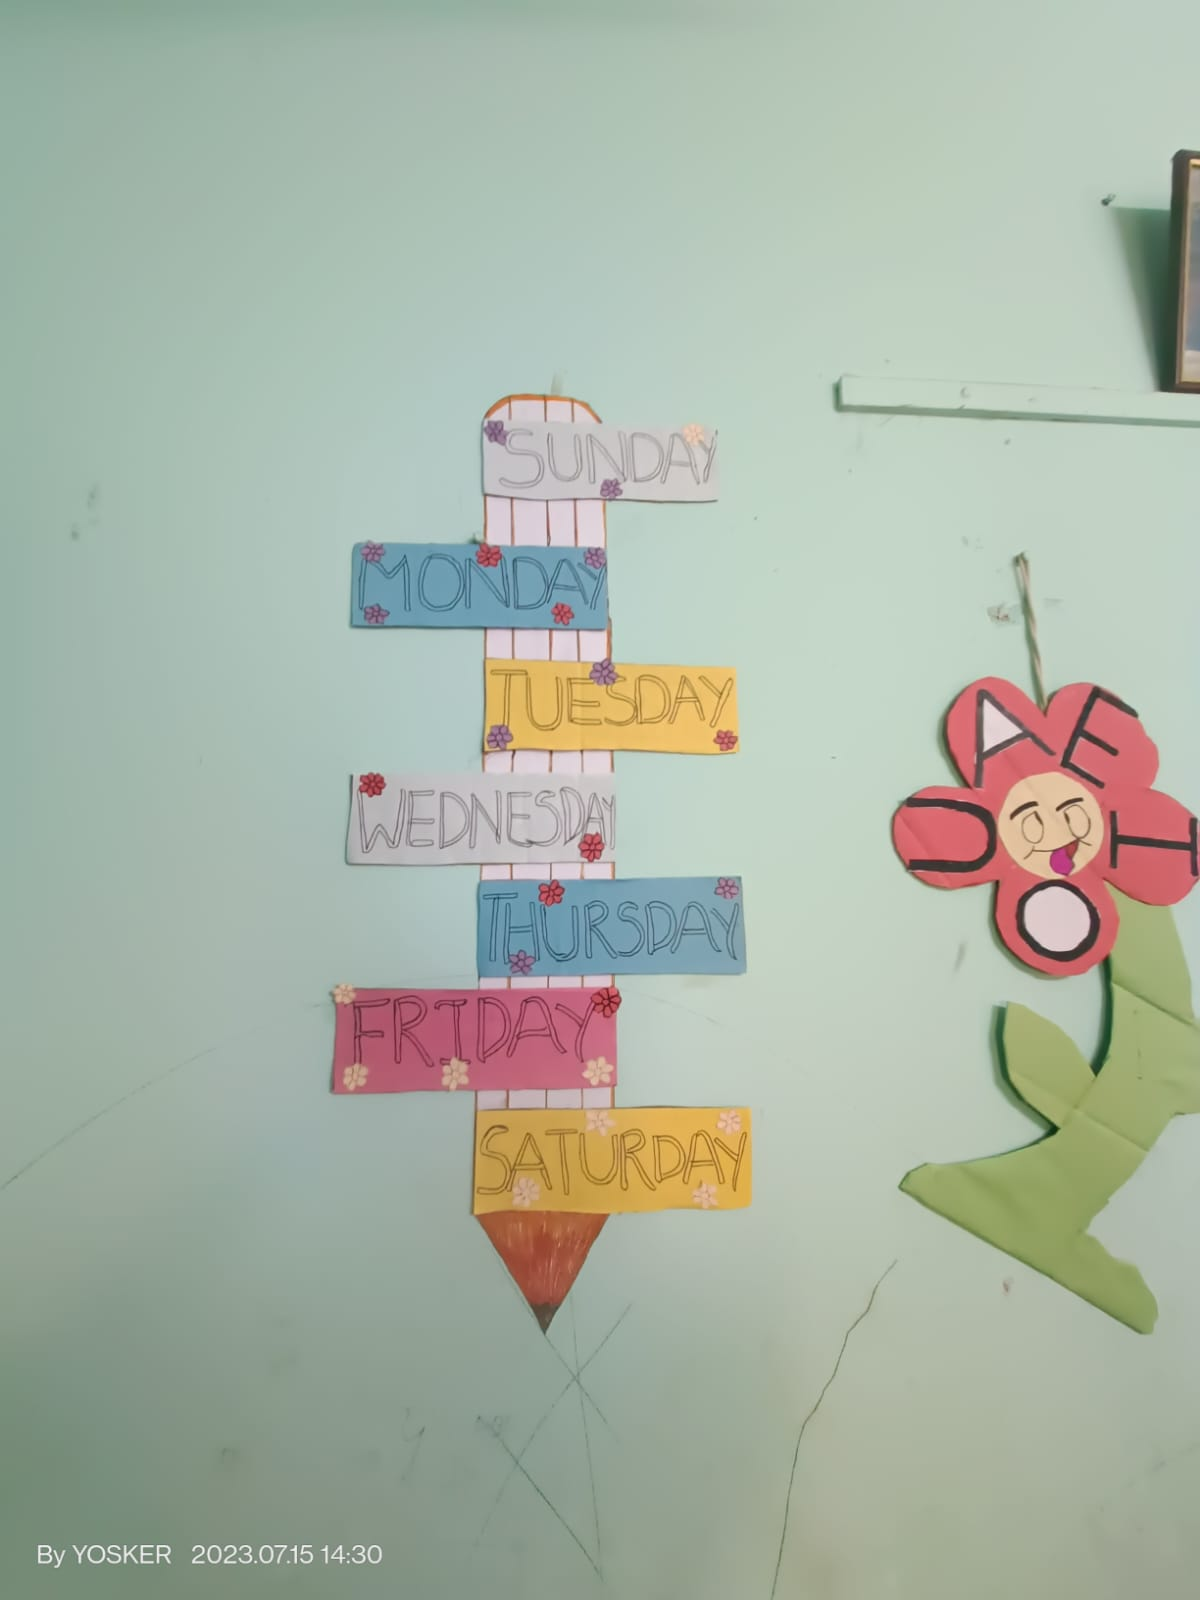 SUNDAY
MONDAY
TUESDAY
WEDNESDAY
THURSDAY
FRIDAY
SATURDAY
A
E
I
O
U
By YOSKER 2023.07.15 14:30